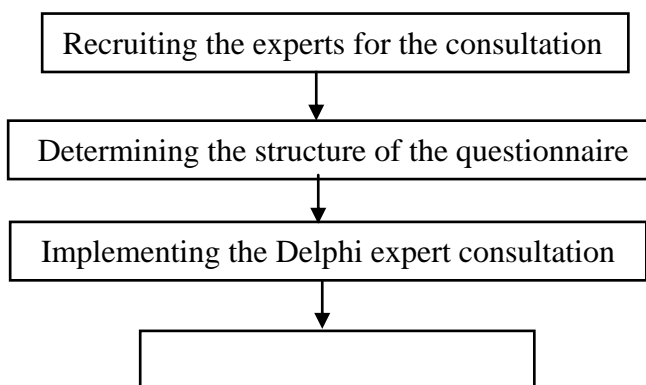 Recruiting the experts for the consultation
Determining the structure of the questionnaire
Implementing the Delphi expert consultation